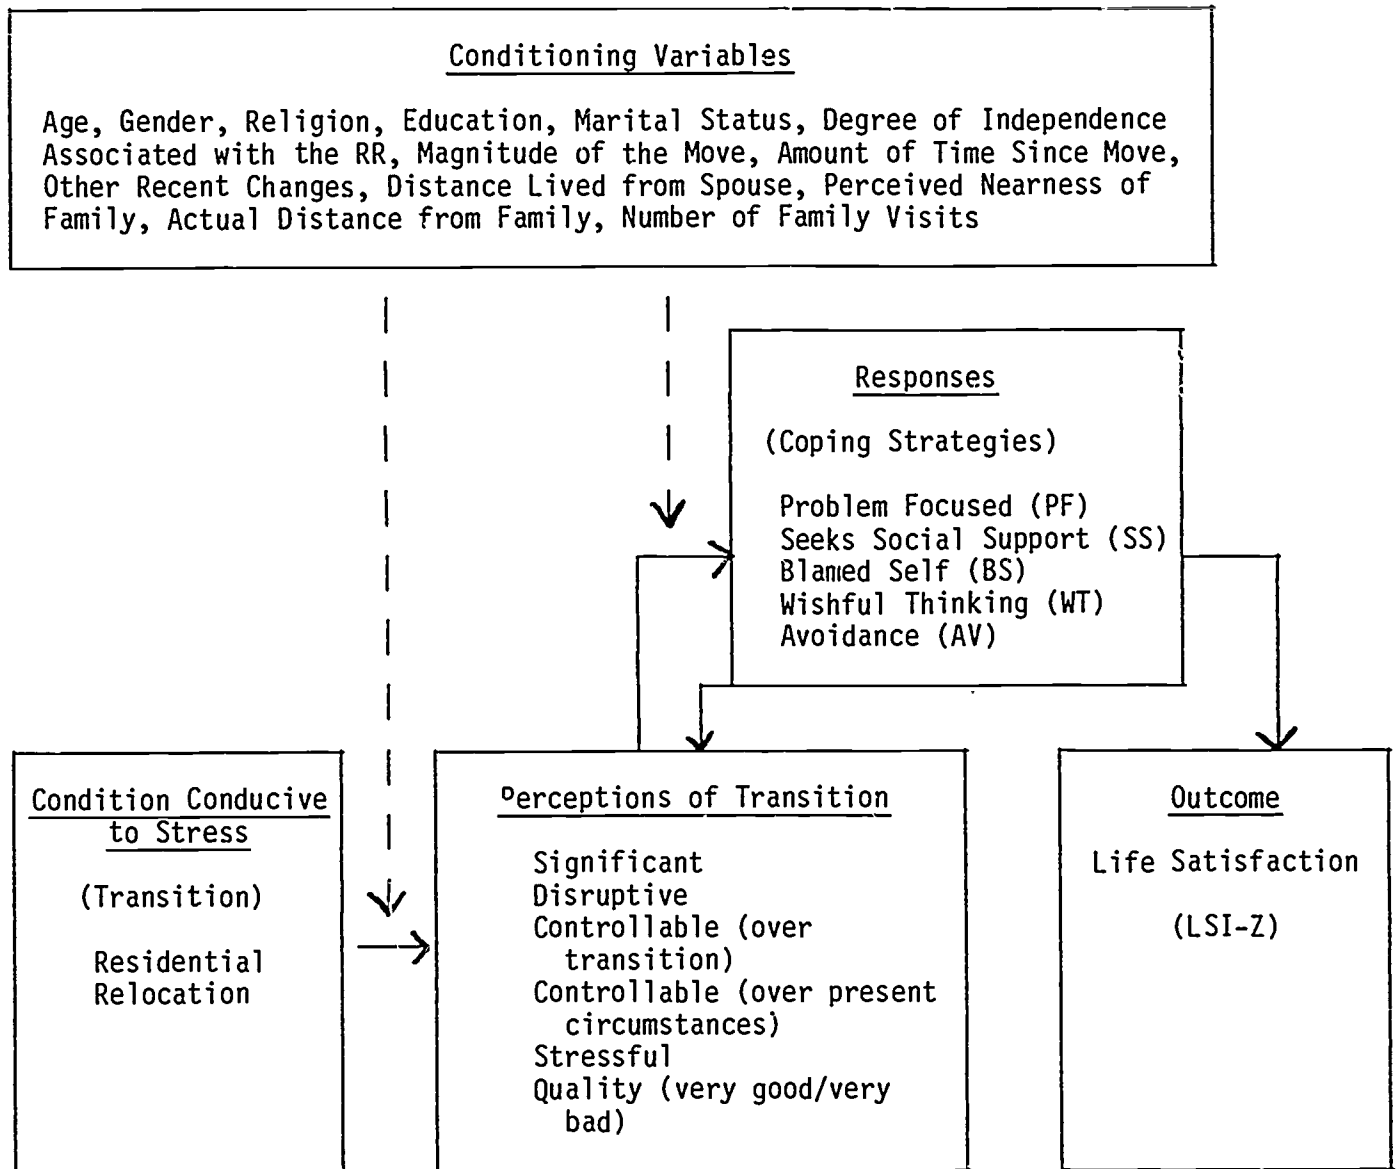 Conditioning Variables
Age, Gender, Religion, Education, Marital Status, Degree of Independence
Associated with the RR, Magnitude of the Move, Amount of Time Since Move,
Other Recent Changes, Distance Lived from Spouse, Perceived Nearness of
Family, Actual Distance from Family, Number of Family Visits
Responses
(Coping Strategies)
Problem Focused (PF)
Seeks Social Support (SS)
Blamed Self (BS)
Wishful Thinking (WT)
Avoidance (AV)
Condition Conducive
to Stress
(Transition)
Residential
Relocation
Perceptions of Transition
Significant
Disruptive
Controllable (over
transition)
Controllable (over present
circumstances)
Stressful
Quality (very good/very
bad)
Outcome
Life Satisfaction
(LSI-Z)